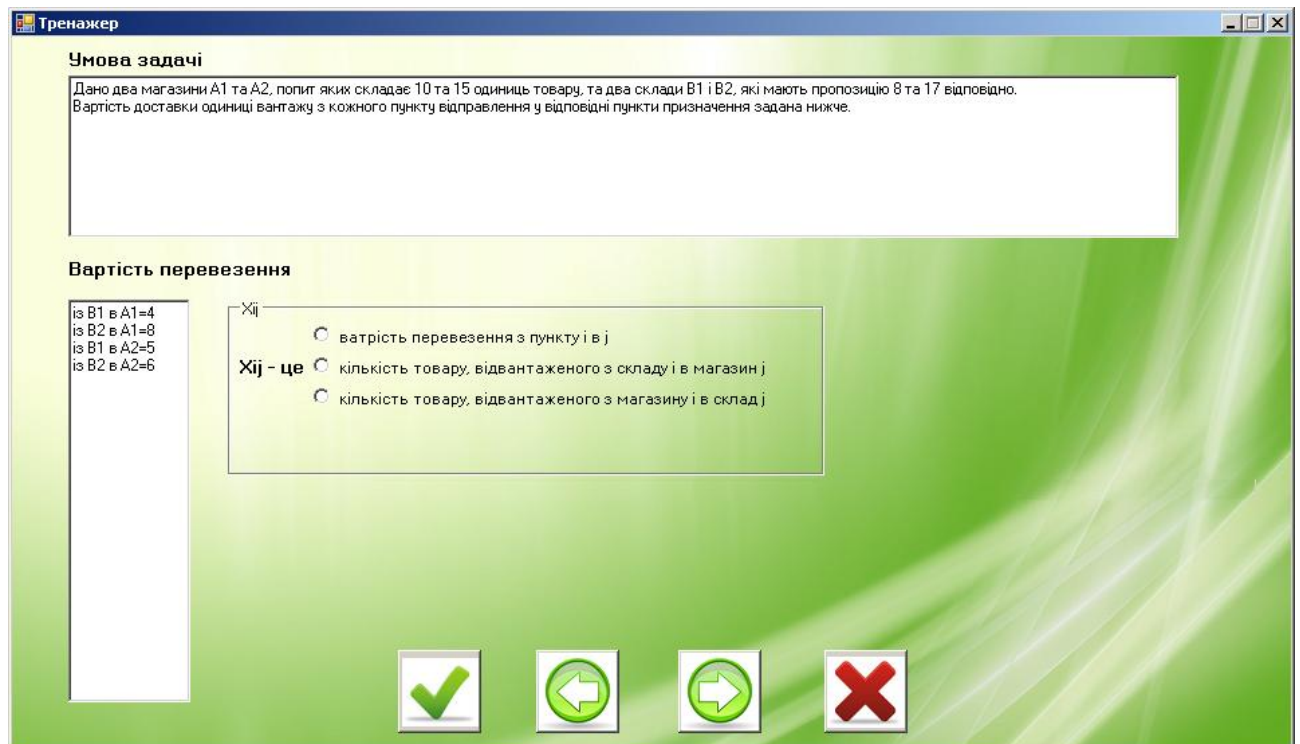 Тренажер
Умова задачі
Дано два магазини А1 та А2, попит яких складає 10 та 15 одиниць товару, та два склади В1 і В2, які мають пропозицію 8 та 17 відповідно.
Вартість доставки одиниці вантажу з кожного пункту відправлення у відповідні пункти призначення задана нижче.
Вартість перевезення
із В1 в А1=4
із В2 в А1=8
із В1 в А2=5
із В2 в А2=6
Xij
ватрість перевезення з пункту i в j
Xij - це
кількість товару, відвантаженого з складу i в магазин j
кількість товару, відвантаженого з магазину i в склад j